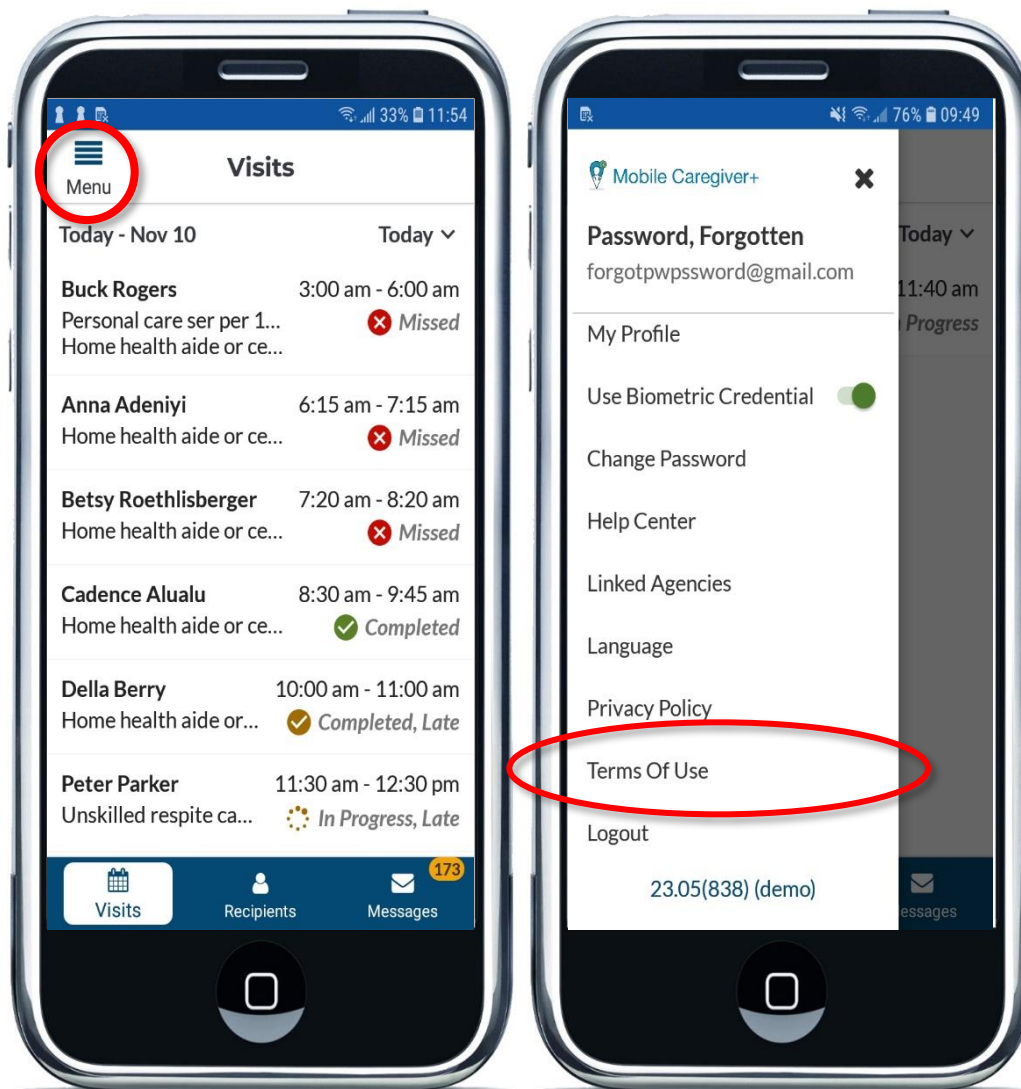 33% 11:54
Menu
Visits
Today - Nov 10 Today
Buck Rogers 3:00 am - 6:00 am
Personal care ser per 1... Missed
Home health aide or ce...
Anna Adeniyi 6:15 am - 7:15 am
Home health aide or ce... Missed
Betsy Roethlisberger 7:20 am - 8:20 am
Home health aide or ce... Missed
Cadence Alualu 8:30 am - 9:45 am
Home health aide or ce... Completed
Della Berry 10:00 am - 11:00 am
Home health aide or... Completed, Late
Peter Parker 11:30 am - 12:30 pm
Unskilled respite ca... In Progress, Late
173
Visits Recipients Messages
76% 09:49
Mobile Caregiver+
Password, Forgotten Today
forgotpwpssword@gmail.com
11:40 am
Progress
My Profile
Use Biometric Credential
Change Password
Help Center
Linked Agencies
Language
Privacy Policy
Terms Of Use
Logout
23.05(838) (demo)
essages